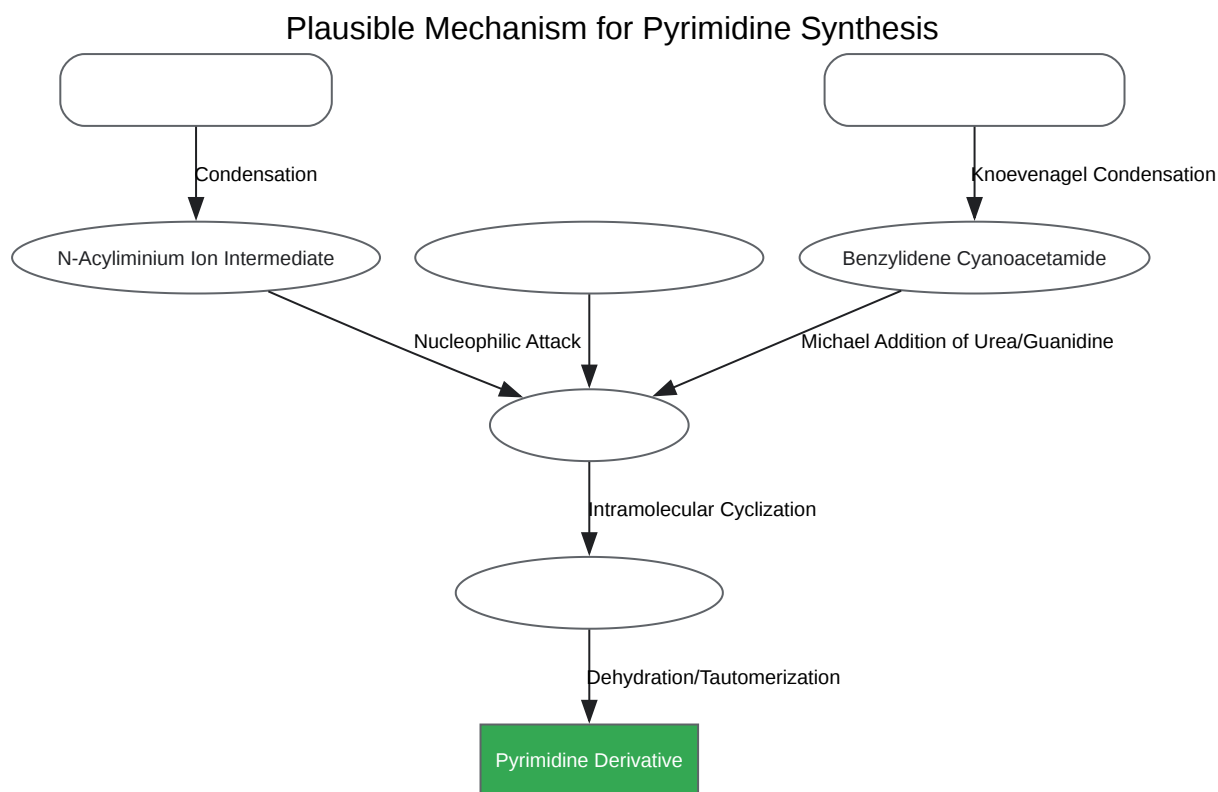 Plausible Mechanism for Pyrimidine Synthesis
Condensation
Knoevenagel Condensation
N-Acyliminium Ion Intermediate
Benzylidene Cyanoacetamide
Nucleophilic Attack
Michael Addition of Urea/Guanidine
Intramolecular Cyclization
Dehydration/Tautomerization
Pyrimidine Derivative